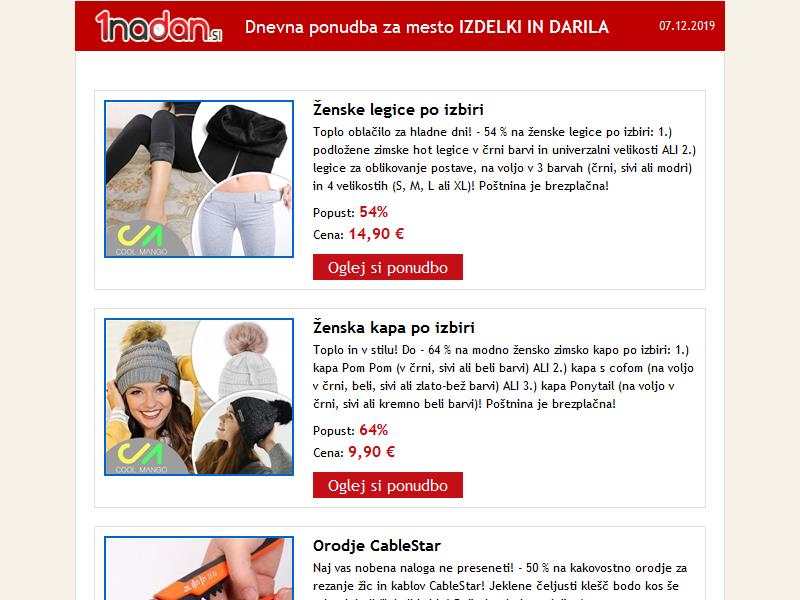 1nadan.si
Dnevna ponudba za mesto IZDELKI IN DARILA
07.12.2019
Ženske legice po izbiri
Toplo oblačilo za hladne dni! - 54 % na ženske legice po izbiri: 1.)
podložene zimske hot legice v črni barvi in univerzalni velikosti ALI 2.)
legice za oblikovanje postave, na voljo v 3 barvah (črni, sivi ali modri)
in 4 velikostih (S, M, L ali XL)! Poštnina je brezplačna!
Popust: 54%
Cena: 14,90 €
COOL MANGO
Oglej si ponudbo
Ženska kapa po izbiri
Toplo in v stilu! Do - 64 % na modno žensko zimsko kapo po izbiri: 1.)
kapa Pom Pom (v črni, sivi ali beli barvi) ALI 2.) kapa s cofom (na voljo
v črni, beli, sivi ali zlato-bež barvi) ALI 3.) kapa Ponytail (na voljo v
črni, sivi ali kremno beli barvi)! Poštnina je brezplačna!
Popust: 64%
Cena: 9,90 €
COOL MANGO
Oglej si ponudbo
Orodje CableStar
Naj vas nobena naloga ne preseneti! - 50 % na kakovostno orodje za
rezanje žic in kablov CableStar! Jeklene čeljusti klešč bodo kos še